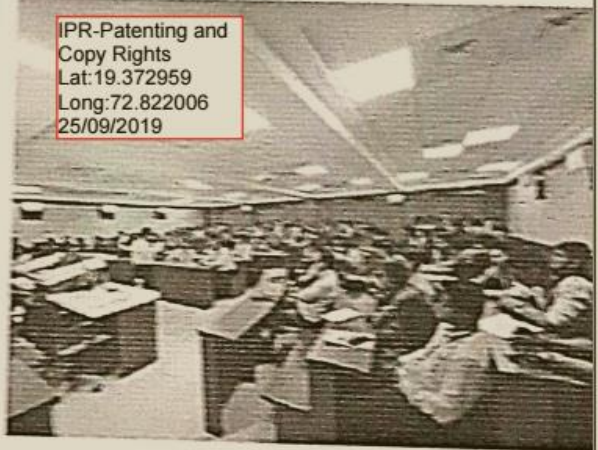 IPR-Patenting and
Copy Rights
Lat:19.372959
Long:72.822006
25/09/2019